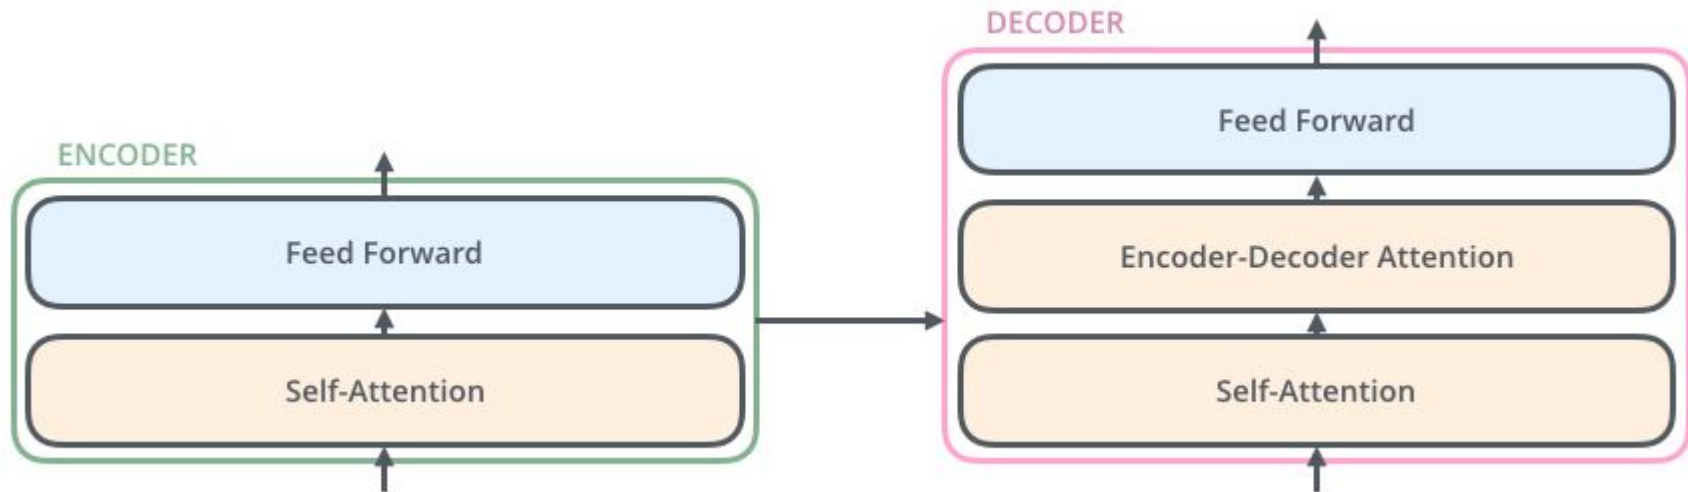 ENCODER
Feed Forward
Self-Attention
DECODER
Feed Forward
Encoder-Decoder Attention
Self-Attention